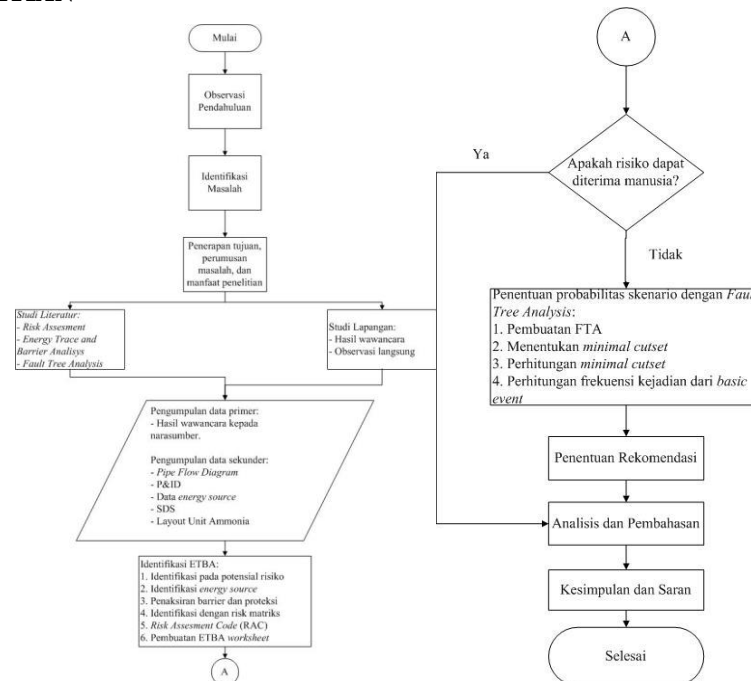 Mulai
Observasi
Pendahuluan
Identifikasi
Masalah
Penerapan tujuan,
perumusan
masalah, dan
manfaat penelitian
Studi Literatur:
- Risk Assesment
- Energy Trace and
Barrier Analisys
- Fault Tree Analysis
Studi Lapangan:
- Hasil wawancara
- Observasi langsung
Pengumpulan data primer:
- Hasil wawancara kepada
narasumber.
Pengumpulan data sekunder:
- Pipe Flow Diagram
- P&ID
- Data energy source
- SDS
- Layout Unit Ammonia
Identifikasi ETBA:
1. Identifikasi pada potensial risiko
2. Identifikasi energy source
3. Penaksiran barrier dan proteksi
4. Identifikasi dengan risk matriks
5. Risk Assesment Code (RAC)
6. Pembuatan ETBA worksheet
A
A
Apakah risiko dapat
diterima manusia?
Ya
Tidak
Penentuan probabilitas skenario dengan Faul
Tree Analysis:
1. Pembuatan FTA
2. Menentukan minimal cutset
3. Perhitungan minimal cutset
4. Perhitungan frekuensi kejadian dari basic
event
Penentuan Rekomendasi
Analisis dan Pembahasan
Kesimpulan dan Saran
Selesai